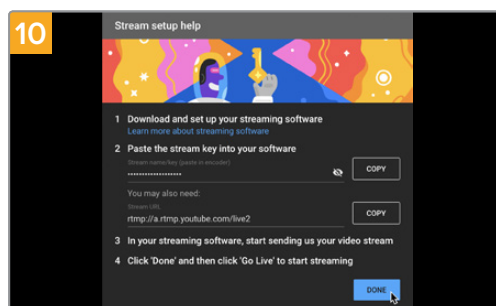 10
Stream setup help
1 Download and set up your streaming software
Learn more about streaming software
2 Paste the stream key into your software
Stream name/key (paste in encoder)
••••••••••••••••••• COPY
You may also need:
Stream URL
rtmp://a.rtmp.youtube.com/live2 COPY
3 In your streaming software, start sending us your video stream
4 Click 'Done' and then click 'Go Live' to start streaming
DONE